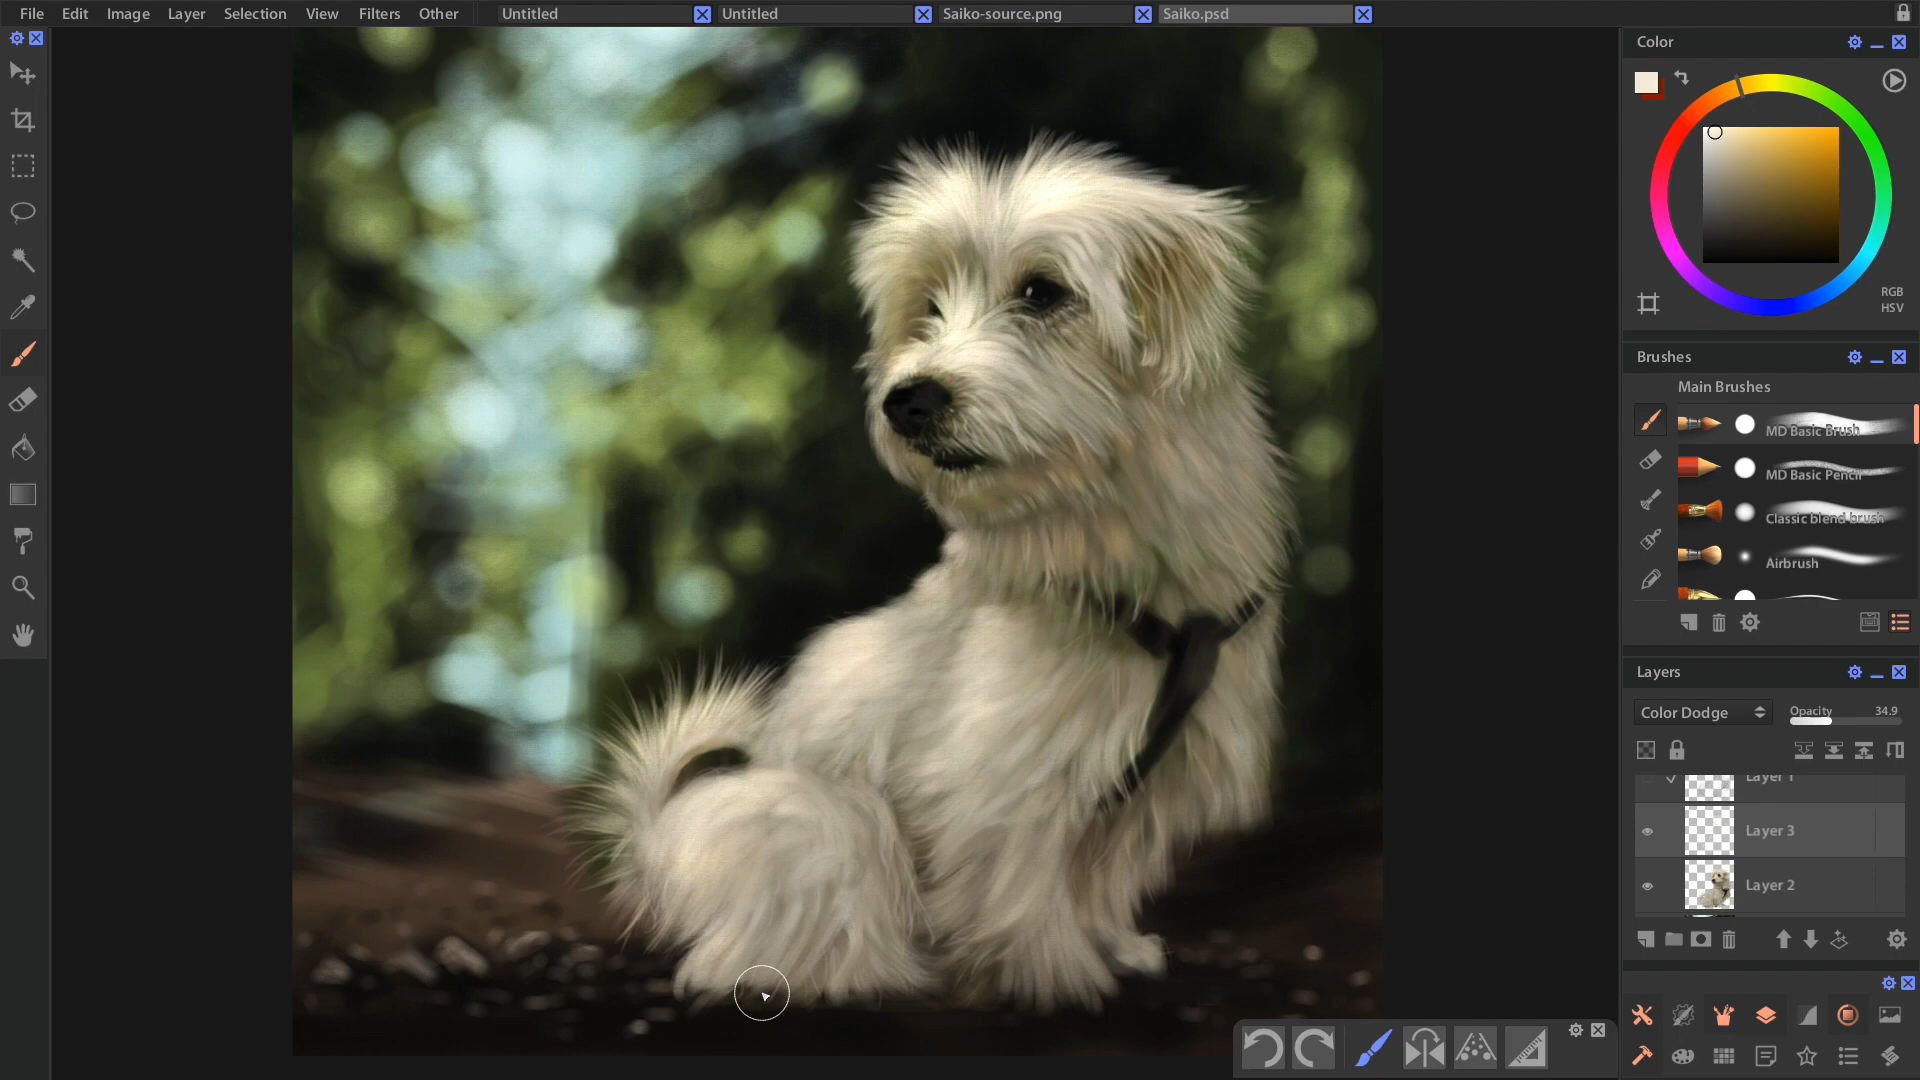 File Edit Image Layer Selection View Filters Other
Untitled
Untitled
Saiko-source.png
Saiko.psd
Color
RGB
HSV
Brushes
Main Brushes
MD Basic Brush
MD Basic Pencil
Classic blend brush
Airbrush
Layers
Color Dodge
Opacity 34.9
Layer 1
Layer 3
Layer 2